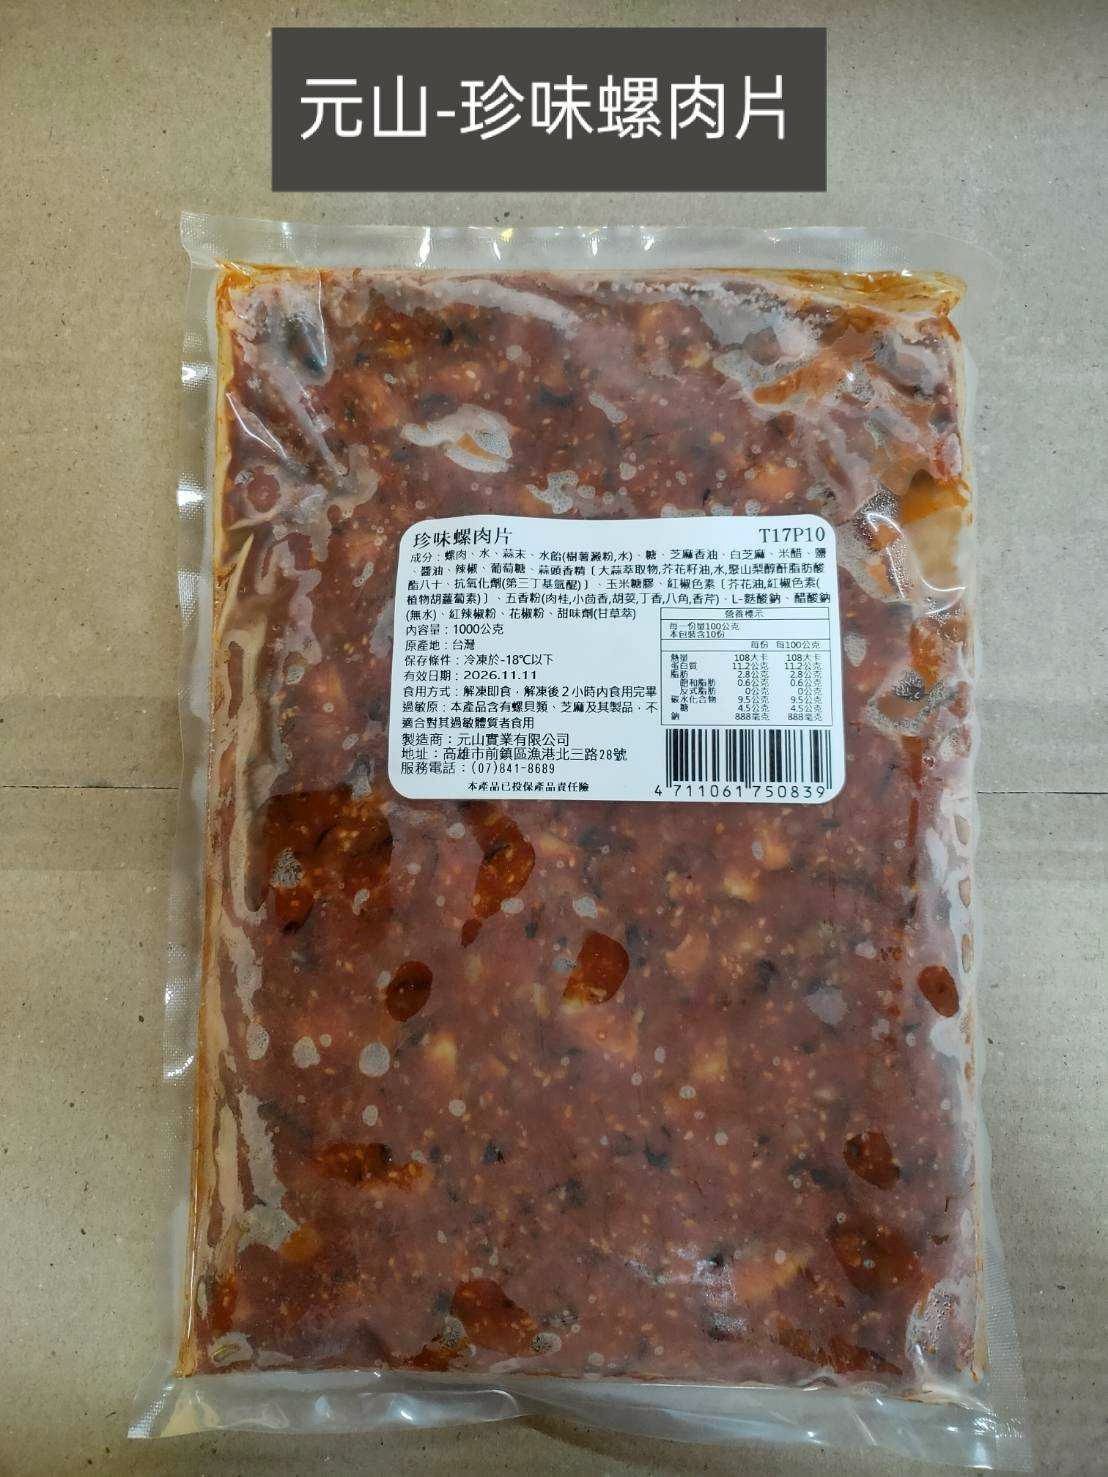 元山-珍味螺肉片
珍味螺肉片 T17P10
成分：螺肉、水、蒜末、水飴(樹薯澱粉,水)、糖、芝麻香油、白芝麻、米醋、鹽
、醬油、辣椒、葡萄糖、蒜頭香精〔大蒜萃取物,芥花籽油,水,聚山梨醇酐脂肪酸
酯八十、抗氧化劑(第三丁基氫醌)〕、玉米糖膠、紅椒色素〔芥花油,紅椒色素(
植物胡蘿蔔素)〕、五香粉(肉桂,小茴香,胡荽,丁香,八角,香芹)、L-麩酸鈉、醋酸鈉
(無水)、紅辣椒粉、花椒粉、甜味劑(甘草萃)
內容量：1000公克
原產地：台灣
保存條件：冷凍於-18℃以下
有效日期：2026.11.11
食用方式：解凍即食，解凍後2小時內食用完畢
過敏原：本產品含有螺貝類、芝麻及其製品，不
適合對其過敏體質者食用
製造商：元山實業有限公司
地址：高雄市前鎮區漁港北三路28號
服務電話：(07)841-8689
本產品已投保產品責任險
營養標示
每一份量100公克
本包裝含10份
每份 每100公克
熱量 108大卡 108大卡
蛋白質 11.2公克 11.2公克
脂肪 2.8公克 2.8公克
飽和脂肪 0.6公克 0.6公克
反式脂肪 0公克 0公克
碳水化合物 9.5公克 9.5公克
糖 4.5公克 4.5公克
鈉 888毫克 888毫克
4 711061 750839